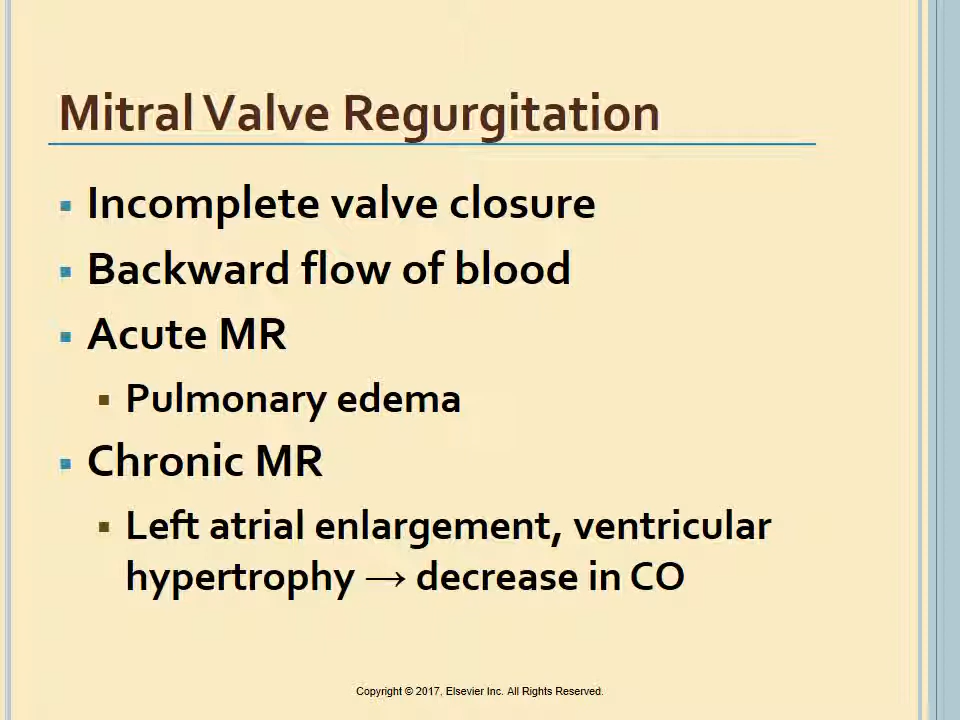 Mitral Valve Regurgitation
▪ Incomplete valve closure
▪ Backward flow of blood
▪ Acute MR
▪ Pulmonary edema
▪ Chronic MR
▪ Left atrial enlargement, ventricular
hypertrophy → decrease in CO
Copyright © 2017, Elsevier Inc. All Rights Reserved.